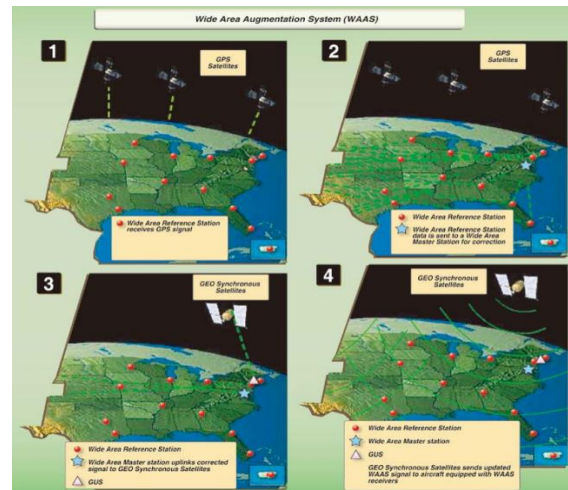 Wide Area Augmentation System (WAAS)
1
GPS
Satellites
Wide Area Reference Station
receives GPS signal
2
GPS
Satellites
Wide Area Reference Station
Wide Area Reference Station
data is sent to a Wide Area
Master Station for correction
3
GEO Synchronous
Satellites
Wide Area Reference Station
Wide Area Master station uplinks corrected
signal to GEO Synchronous Satellites
GUS
4
GEO Synchronous
Satellites
Wide Area Reference Station
Wide Area Master station
GUS
GEO Synchronous Satellites sends updated
WAAS signal to aircraft equipped with WAAS
receivers